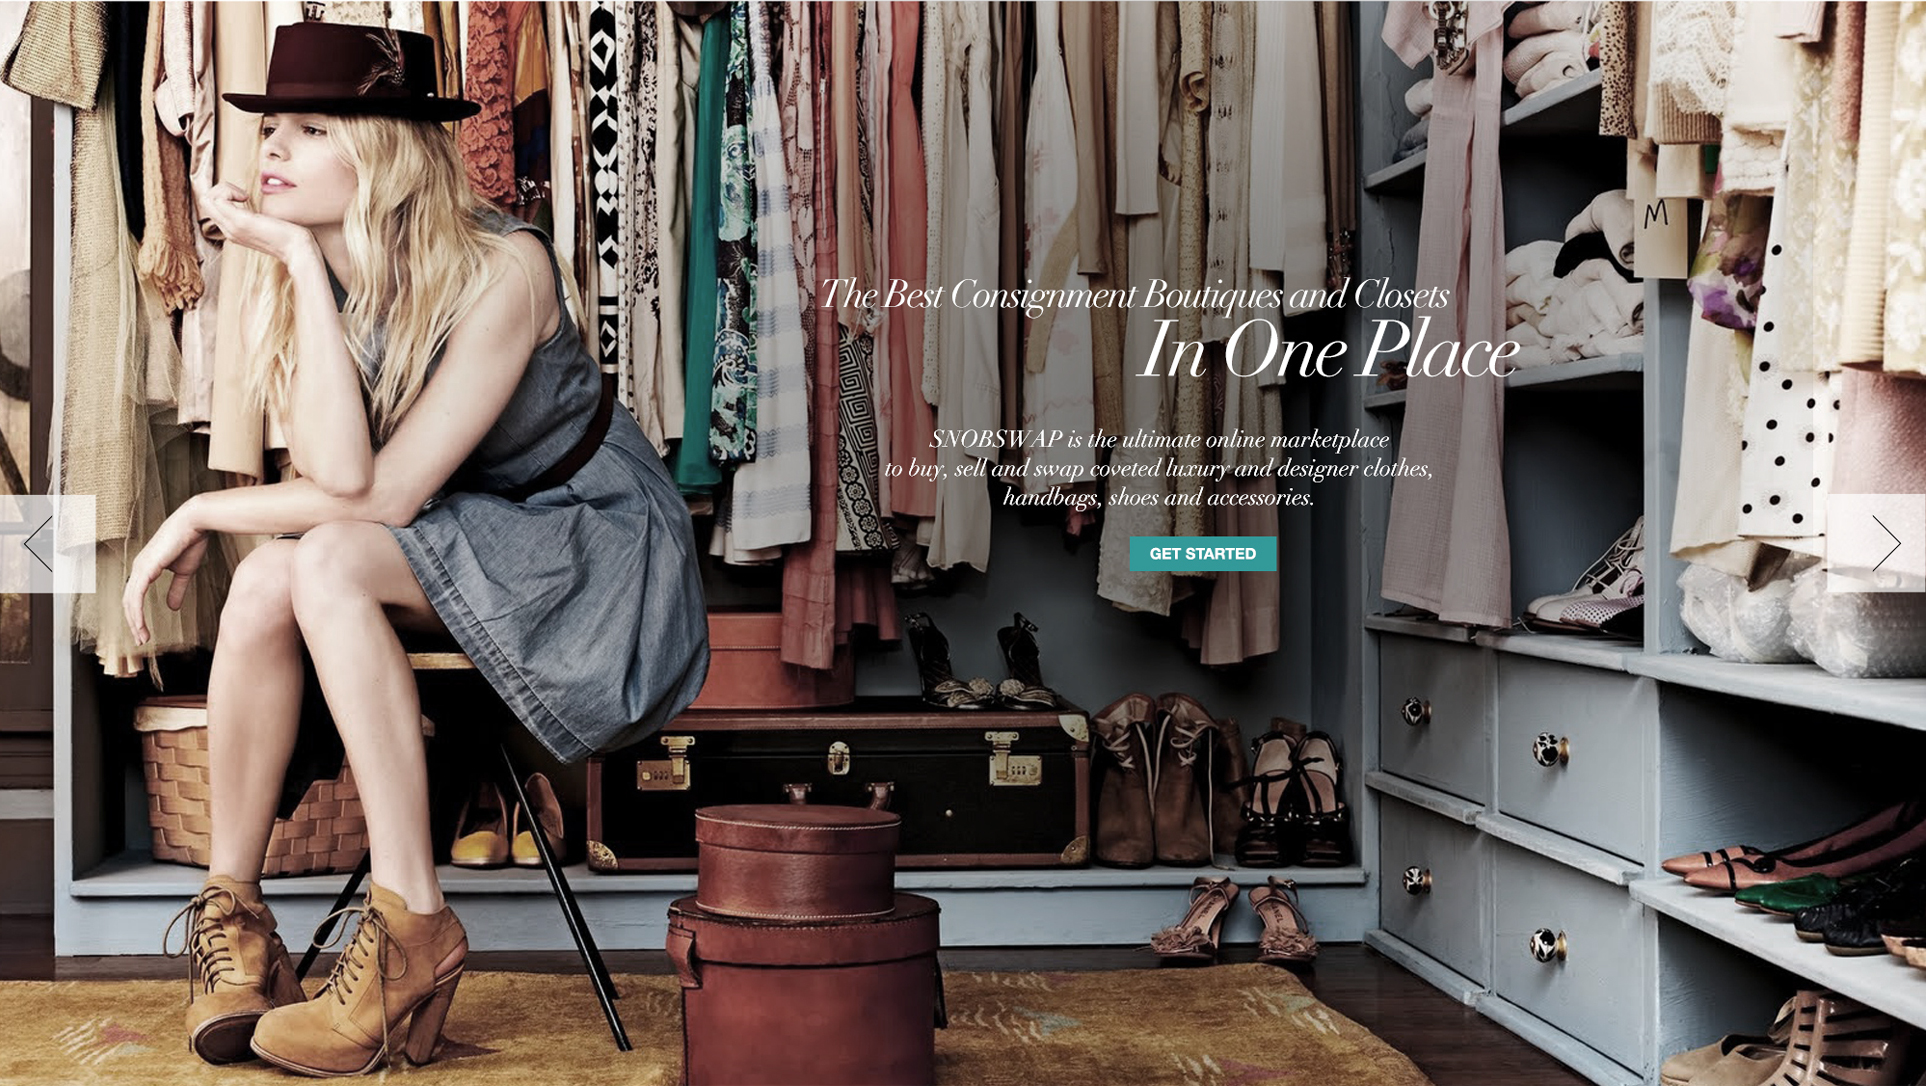 The Best Consignment Boutiques and Closets
In One Place
SNOBSWAP is the ultimate online marketplace
to buy, sell and swap coveted luxury and designer clothes,
handbags, shoes and accessories.
GET STARTED
M
CHANEL